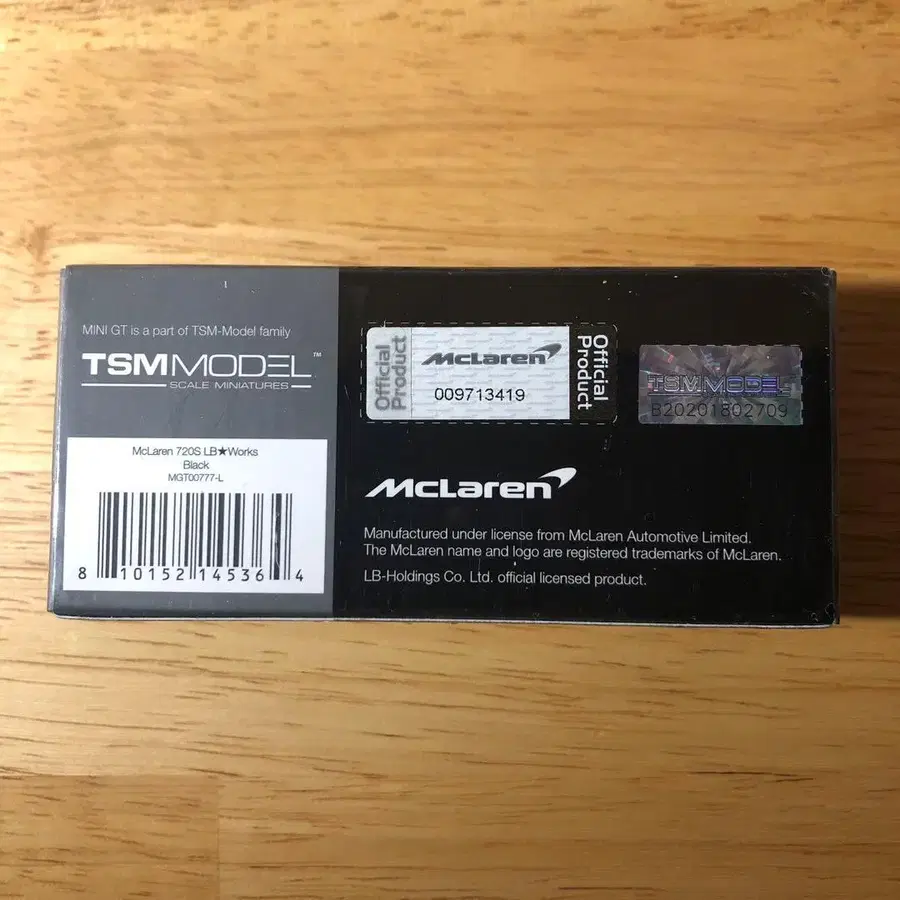 MINI GT is a part of TSM-Model family
TSMMODEL™
SCALE MINIATURES
McLaren 720S LB★Works
Black
MGT00777-L
8 10152 14536 4
Official Product
McLaren
009713419
Official Product
TSMMODEL
B20201802709
McLaren
Manufactured under license from McLaren Automotive Limited.
The McLaren name and logo are registered trademarks of McLaren.
LB-Holdings Co. Ltd. official licensed product.